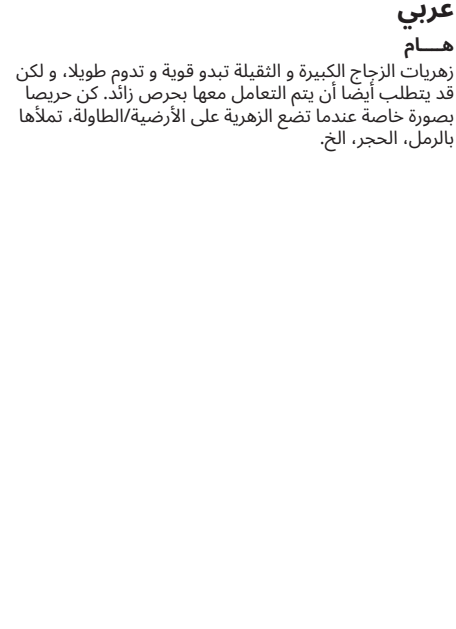 عربي
هـــام
زهريات الزجاج الكبيرة و الثقيلة تبدو قوية و تدوم طويلا، و لكن
قد يتطلب أيضا أن يتم التعامل معها بحرص زائد. كن حريصا
بصورة خاصة عندما تضع الزهرية على الأرضية/الطاولة، تملأها
بالرمل، الحجر، الخ.